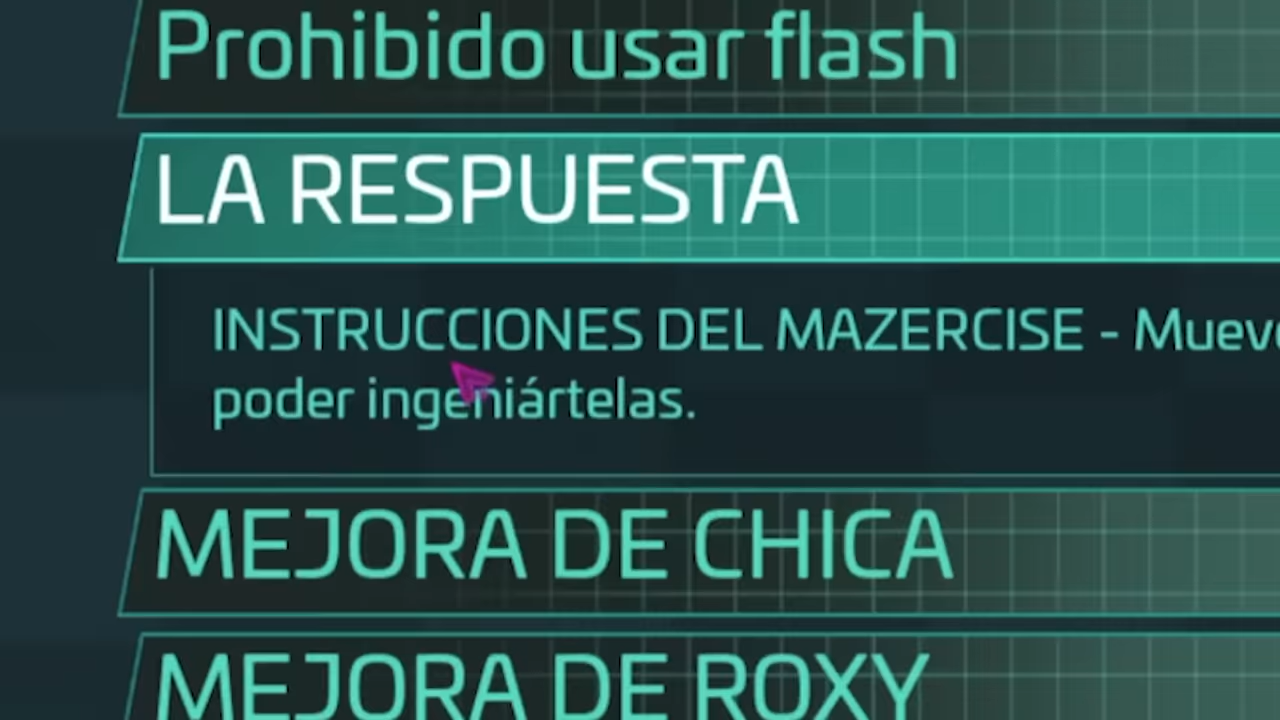 Prohibido usar flash
LA RESPUESTA
INSTRUCCIONES DEL MAZERCISE -
poder ingeniártelas.
MEJORA DE CHICA
MEJORA DE ROXY